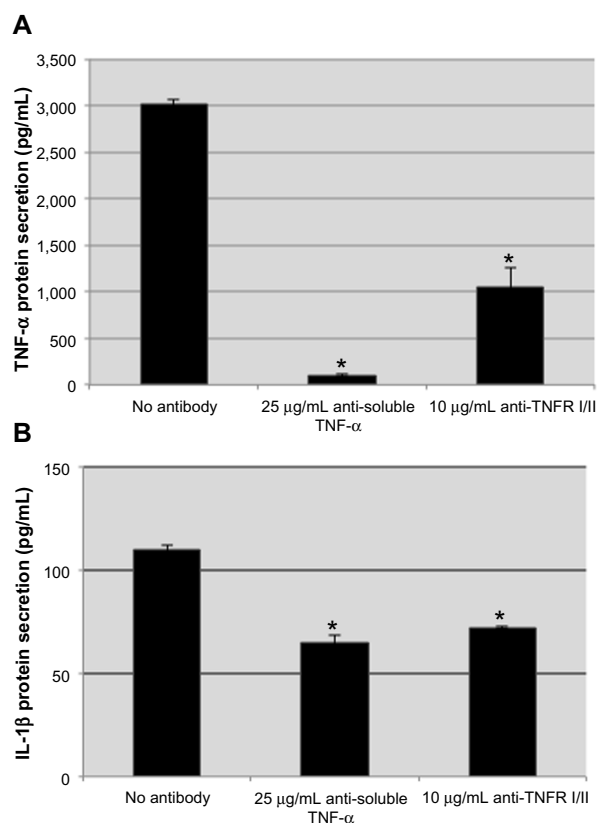 A
TNF-α protein secretion (pg/mL)
3,500
3,000
2,500
2,000
1,500
1,000
500
0
*
*
No antibody
25 µg/mL anti-soluble
TNF-α
10 µg/mL anti-TNFR I/II
B
IL-1β protein secretion (pg/mL)
150
100
50
0
*
*
No antibody
25 µg/mL anti-soluble
TNF-α
10 µg/mL anti-TNFR I/II